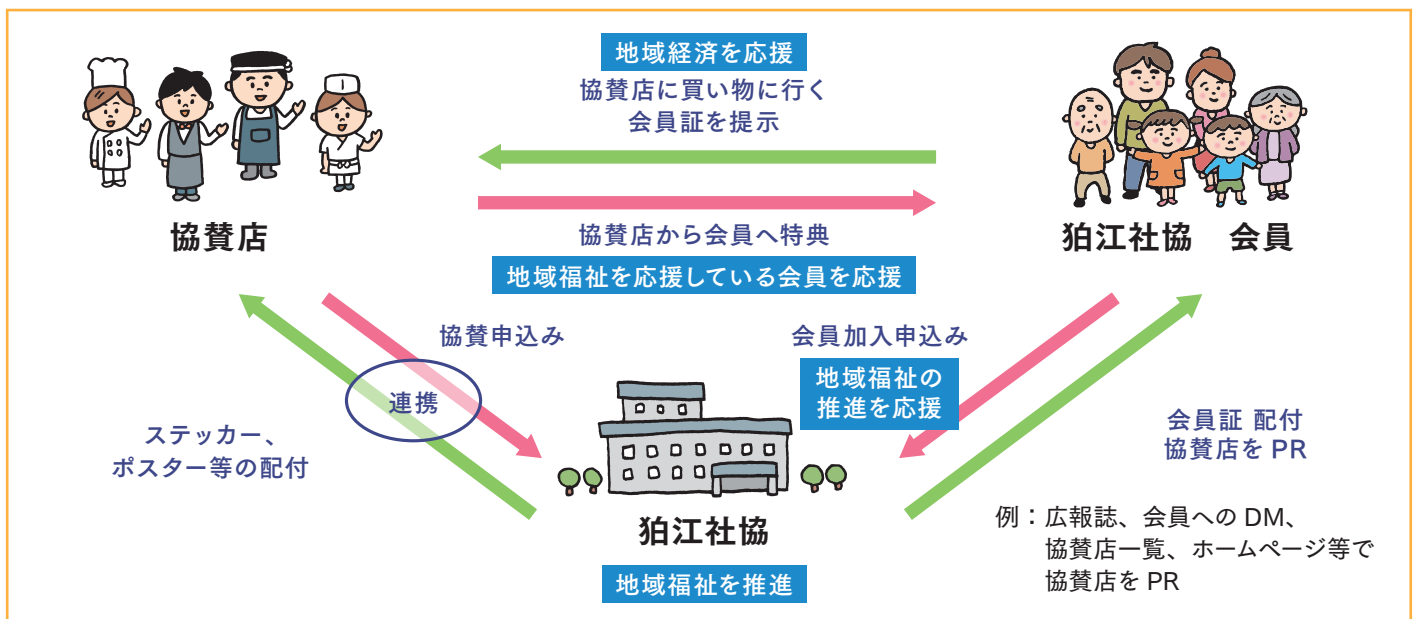 地域経済を応援
協賛店に買い物に行く
会員証を提示
協賛店
狛江社協　会員
協賛店から会員へ特典
地域福祉を応援している会員を応援
協賛申込み
会員加入申込み
地域福祉の
推進を応援
連携
ステッカー、
ポスター等の配付
会員証 配付
協賛店を PR
狛江社協
地域福祉を推進
例：広報誌、会員への DM、
協賛店一覧、ホームページ等で
協賛店を PR